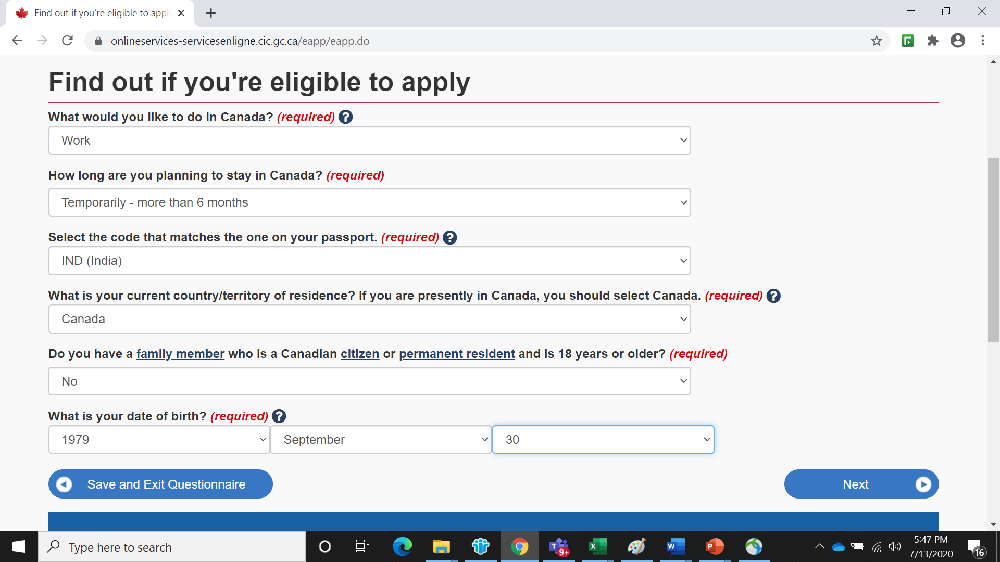 Find out if you're eligible to appl
onlineservices-servicesenligne.cic.gc.ca/eapp/eapp.do
Find out if you're eligible to apply
What would you like to do in Canada? (required) ?
Work
How long are you planning to stay in Canada? (required)
Temporarily - more than 6 months
Select the code that matches the one on your passport. (required) ?
IND (India)
What is your current country/territory of residence? If you are presently in Canada, you should select Canada. (required) ?
Canada
Do you have a family member who is a Canadian citizen or permanent resident and is 18 years or older? (required)
No
What is your date of birth? (required) ?
1979 September 30
Save and Exit Questionnaire Next
Type here to search
T 9+ X W P
5:47 PM
7/13/2020
16